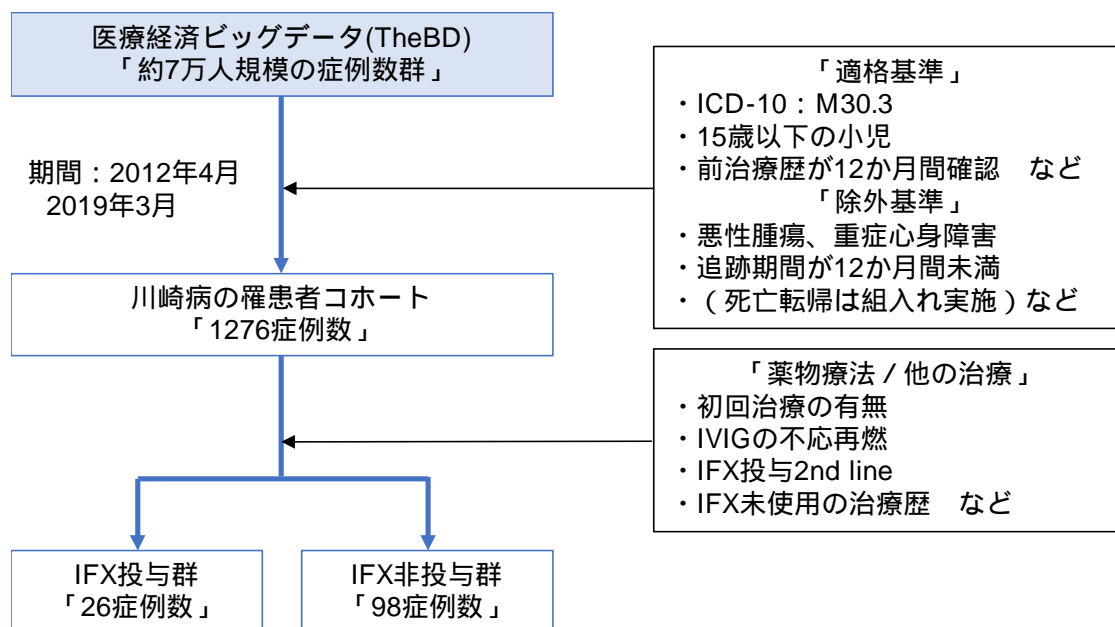 医療経済ビッグデータ(TheBD)
「約7万人規模の症例数群」
期間：2012年4月
2019年3月
「適格基準」
・ICD-10：M30.3
・15歳以下の小児
・前治療歴が12か月間確認　など
「除外基準」
・悪性腫瘍、重症心身障害
・追跡期間が12か月間未満
・（死亡転帰は組入れ実施）など
川崎病の罹患者コホート
「1276症例数」
「薬物療法／他の治療」
・初回治療の有無
・IVIGの不応再燃
・IFX投与2nd line
・IFX未使用の治療歴　など
IFX投与群
「26症例数」
IFX非投与群
「98症例数」